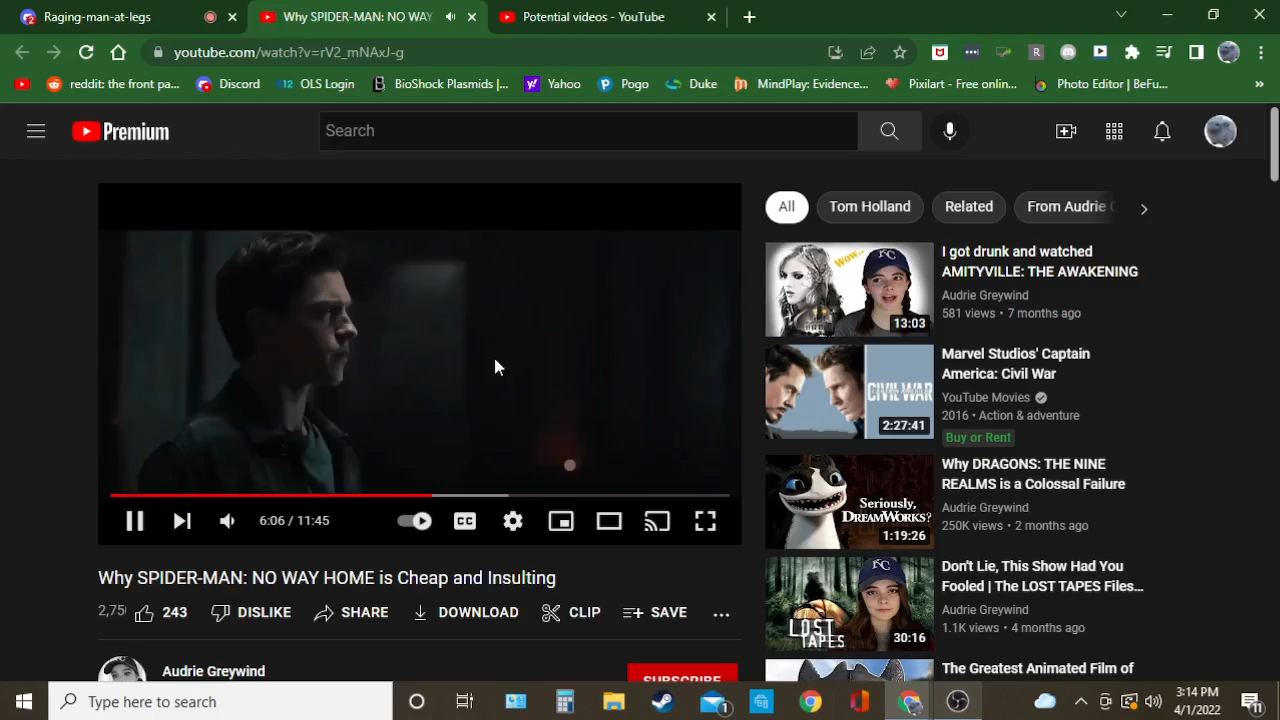 Raging-man-at-legs
Why SPIDER-MAN: NO WAY
Potential videos - YouTube
youtube.com/watch?v=rV2_mNAxJ-g
reddit: the front pa...
Discord
12 OLS Login
BioShock Plasmids |...
Yahoo
Pogo
Duke
MindPlay: Evidence...
Pixilart - Free onlin...
Photo Editor | BeFu...
Premium
Search
All
Tom Holland
Related
From Audrie G
I got drunk and watched
AMITYVILLE: THE AWAKENING
Audrie Greywind
581 views • 7 months ago
Wow..
KC
13:03
Marvel Studios' Captain
America: Civil War
YouTube Movies
2016 • Action & adventure
Buy or Rent
CIVIL WAR
2:27:41
Why DRAGONS: THE NINE
REALMS is a Colossal Failure
Audrie Greywind
250K views • 2 months ago
Seriously,
DREAMWORKS?
1:19:26
Don't Lie, This Show Had You
Fooled | The LOST TAPES Files...
Audrie Greywind
1.1K views • 4 months ago
KC
LOST
TAPES
30:16
The Greatest Animated Film of
6:06 / 11:45
CC
Why SPIDER-MAN: NO WAY HOME is Cheap and Insulting
243
DISLIKE
SHARE
DOWNLOAD
CLIP
SAVE
Audrie Greywind
SUBSCRIBE
Type here to search
1
3:14 PM
4/1/2022
11